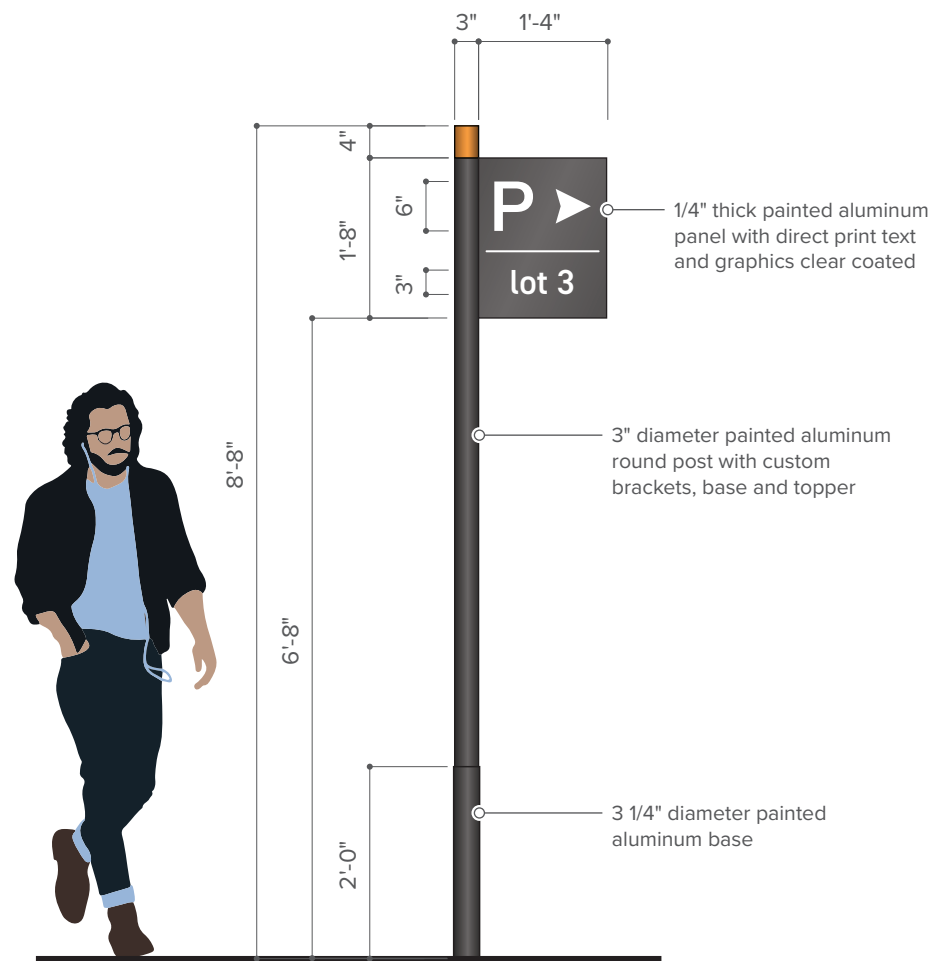 3" 1'-4"
4"
1'-8"
6"
3"
P
lot 3
1/4" thick painted aluminum
panel with direct print text
and graphics clear coated
8'-8"
3" diameter painted aluminum
round post with custom
brackets, base and topper
6'-8"
2'-0"
3 1/4" diameter painted
aluminum base